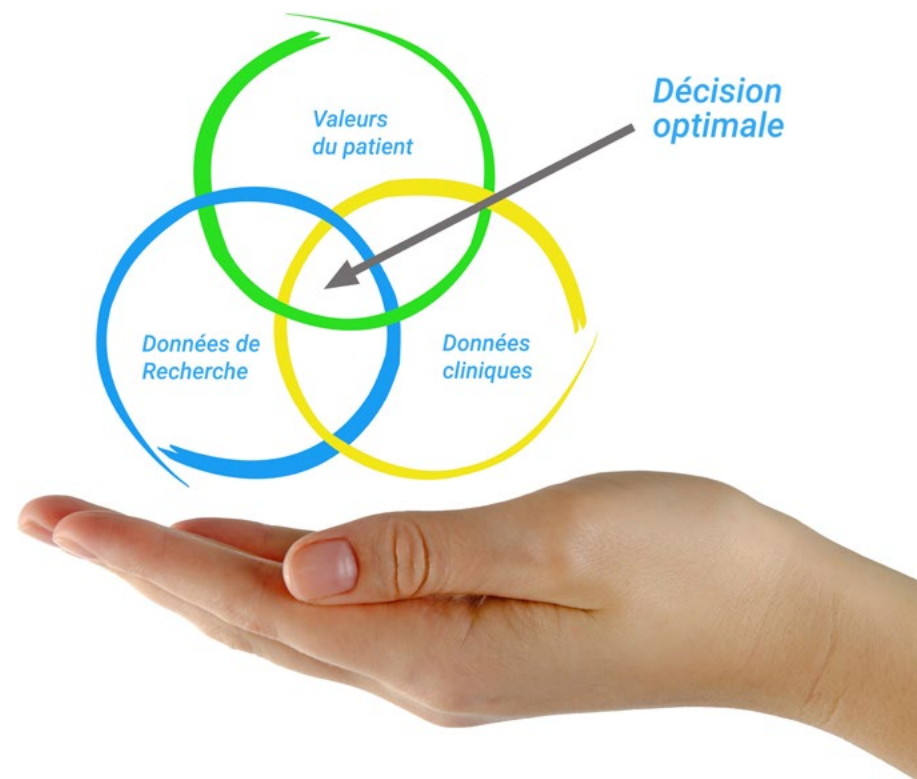 Décision
optimale
Valeurs
du patient
Données de
Recherche
Données
cliniques